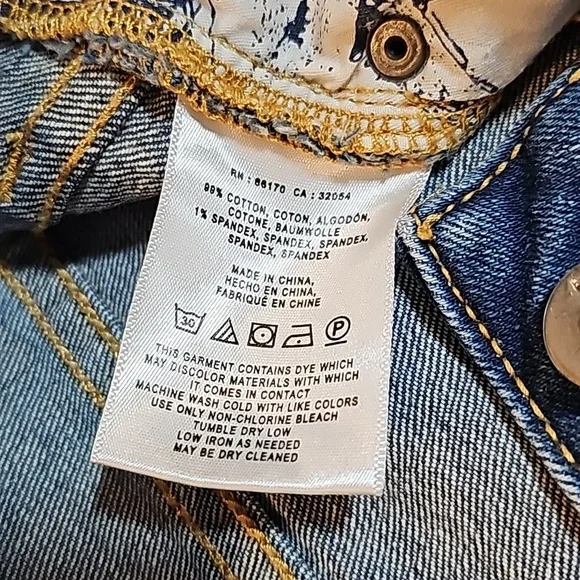 RN : 66170 CA : 32054
99% COTTON, COTON, ALGODÓN,
COTONE, BAUMWOLLE
1% SPANDEX, SPANDEX, SPANDEX,
SPANDEX, SPANDEX
MADE IN CHINA,
HECHO EN CHINA,
FABRIQUÉ EN CHINE
30 P
THIS GARMENT CONTAINS DYE WHICH
MAY DISCOLOR MATERIALS WITH WHICH
IT COMES IN CONTACT
MACHINE WASH COLD WITH LIKE COLORS
USE ONLY NON-CHLORINE BLEACH
TUMBLE DRY LOW
LOW IRON AS NEEDED
MAY BE DRY CLEANED